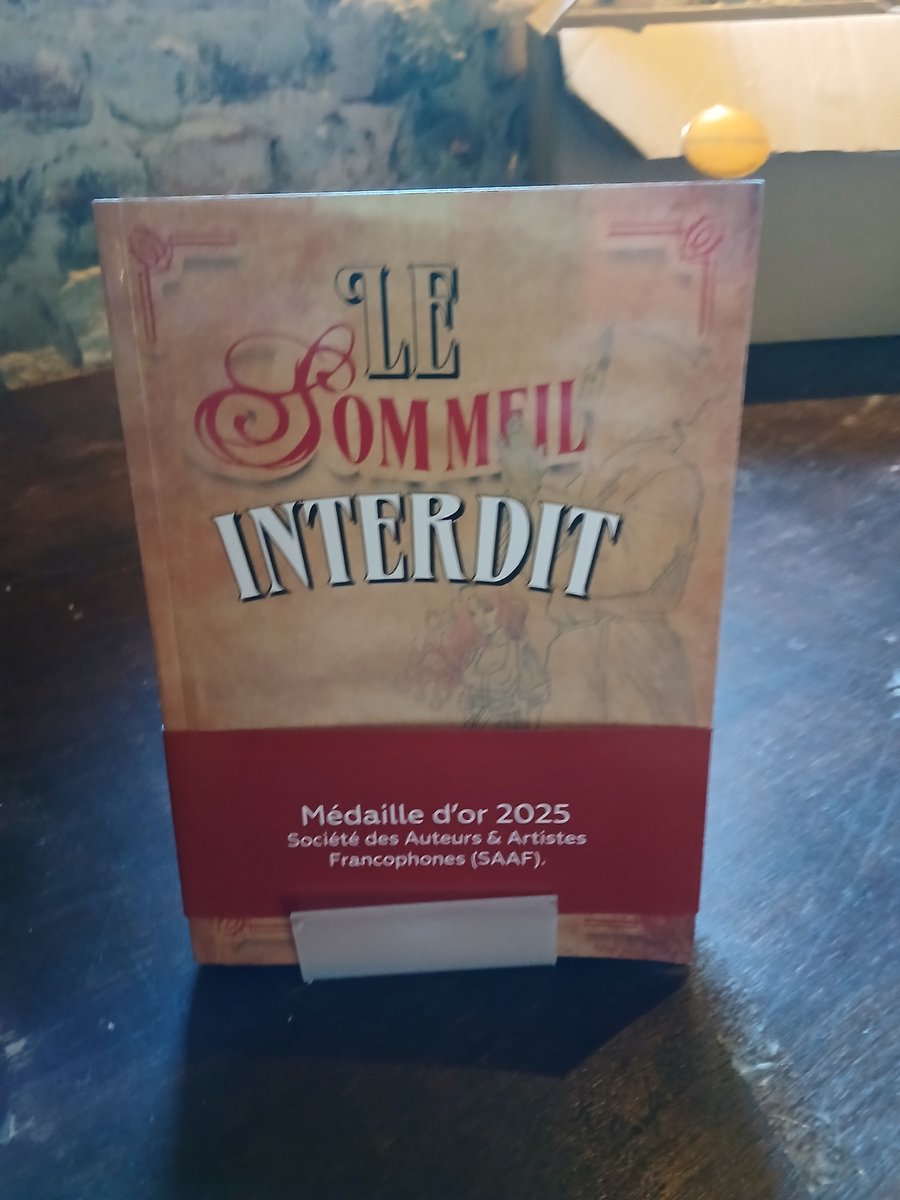 LE
SOMMEIL
INTERDIT
Médaille d'or 2025
Société des Auteurs & Artistes
Francophones (SAAF).